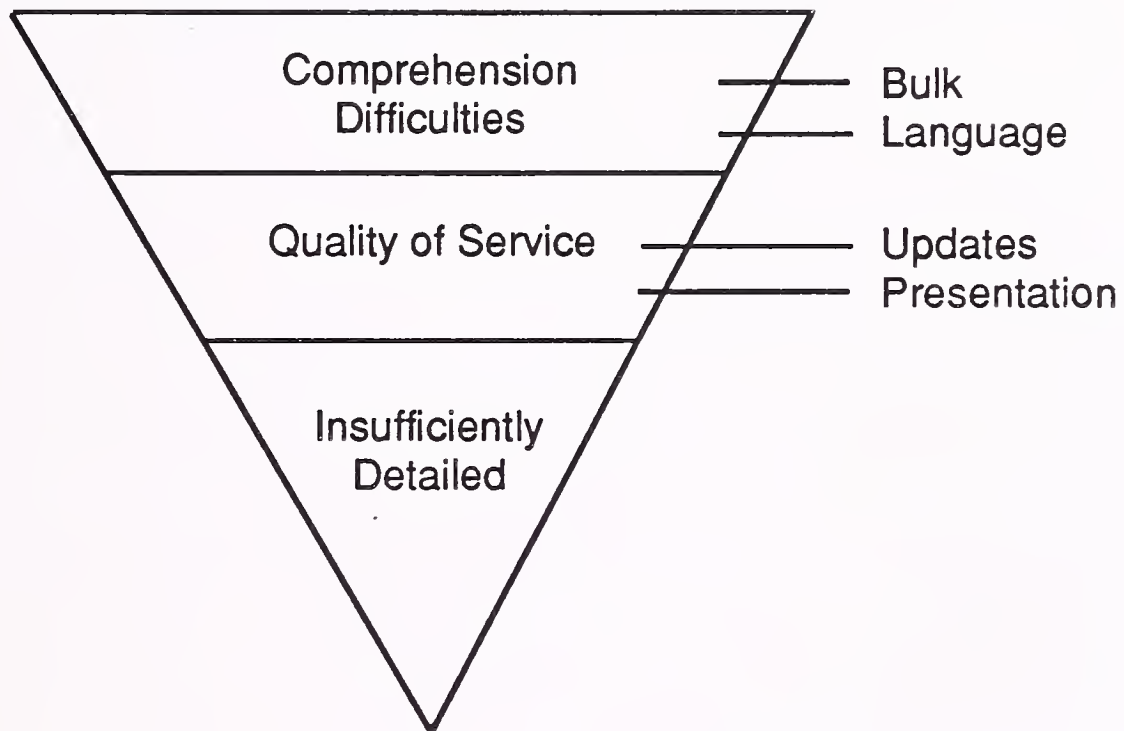 Comprehension
Difficulties
Bulk
Language
Quality of Service
Updates
Presentation
Insufficiently
Detailed